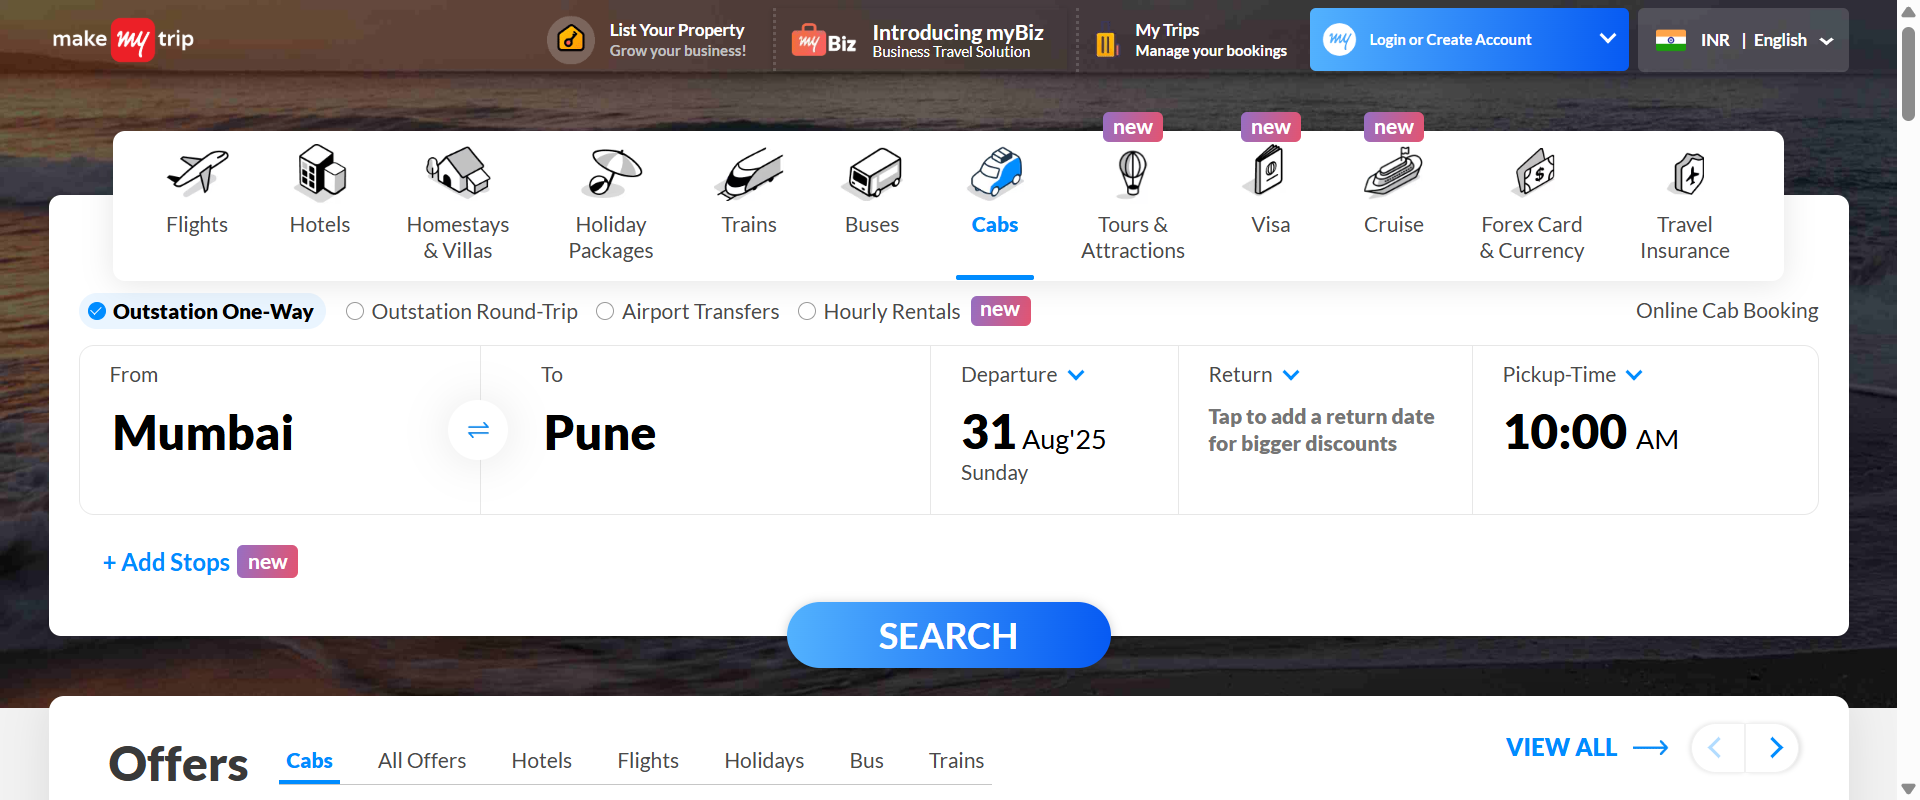 make my trip
List Your Property
Grow your business!
my Biz
Introducing myBiz
Business Travel Solution
My Trips
Manage your bookings
my
Login or Create Account
INR | English
new
new
new
Flights
Hotels
Homestays
& Villas
Holiday
Packages
Trains
Buses
Cabs
Tours &
Attractions
Visa
Cruise
Forex Card
& Currency
Travel
Insurance
Outstation One-Way
Outstation Round-Trip
Airport Transfers
Hourly Rentals
new
Online Cab Booking
From
Mumbai
To
Pune
Departure
31 Aug'25
Sunday
Return
Tap to add a return date
for bigger discounts
Pickup-Time
10:00 AM
+ Add Stops
new
SEARCH
Offers
Cabs
All Offers
Hotels
Flights
Holidays
Bus
Trains
VIEW ALL